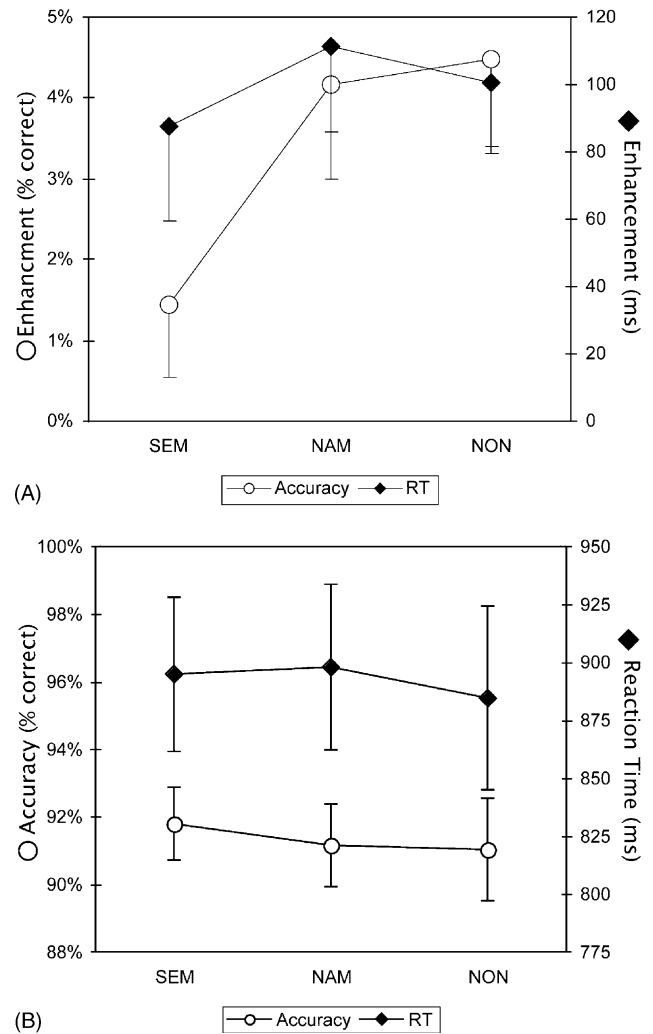 5%
4%
3%
2%
1%
0%
○Enhancment (% correct)
120
100
80
60
40
20
0
◆ Enhancement (ms)
SEM NAM NON
Accuracy RT
(A)
100%
98%
96%
94%
92%
90%
88%
○ Accuracy (% correct)
950
925
900
875
850
825
800
775
◆ Reaction Time (ms)
SEM NAM NON
Accuracy RT
(B)